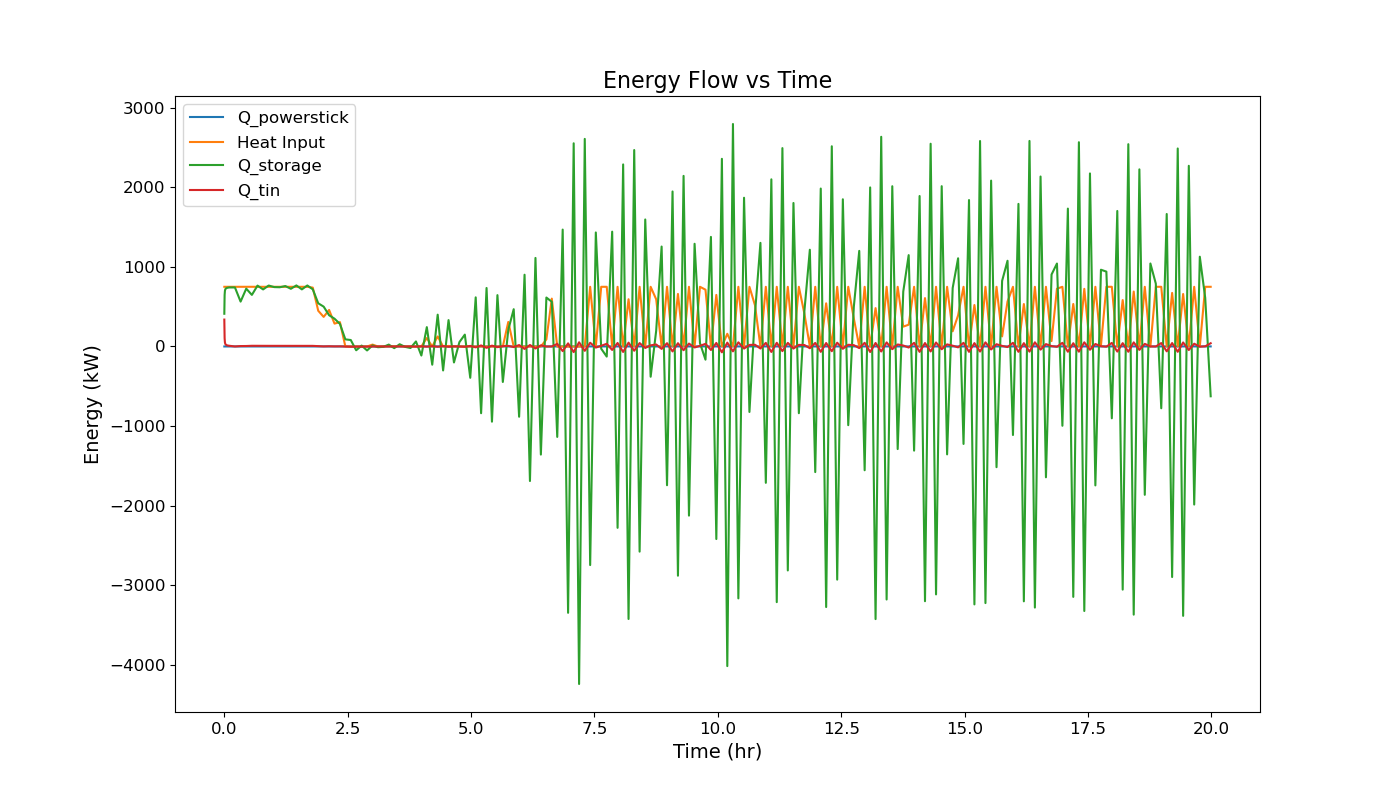 Energy Flow vs Time
Q_powerstick
Heat Input
Q_storage
Q_tin
3000
2000
1000
0
−1000
−2000
−3000
−4000
Energy (kW)
0.0 2.5 5.0 7.5 10.0 12.5 15.0 17.5 20.0
Time (hr)